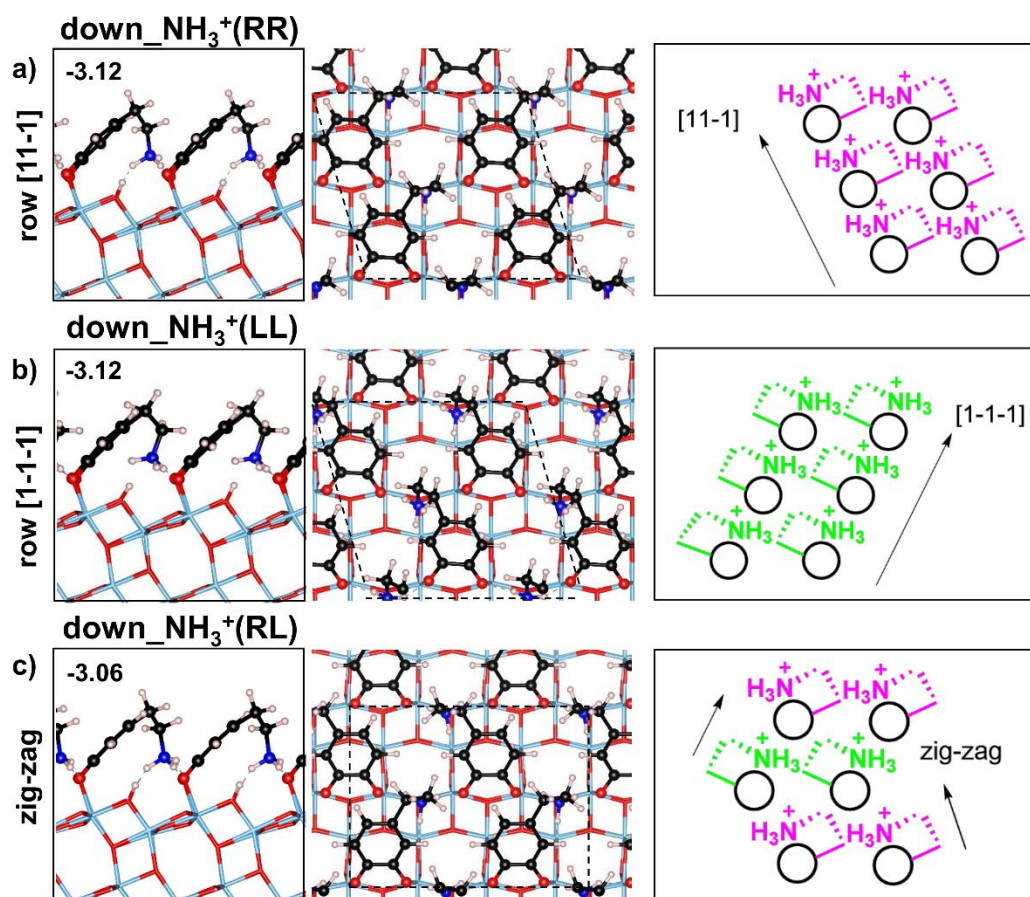 down_NH₃⁺(RR)
a)
row [11-1]
-3.12
[11-1]
H₃N⁺ H₃N⁺
H₃N⁺ H₃N⁺
H₃N⁺ H₃N⁺
down_NH₃⁺(LL)
b)
row [1-1-1]
-3.12
[1-1-1]
⁺NH₃ ⁺NH₃
⁺NH₃ ⁺NH₃
⁺NH₃ ⁺NH₃
down_NH₃⁺(RL)
c)
zig-zag
-3.06
H₃N⁺ H₃N⁺
zig-zag
⁺NH₃ ⁺NH₃
H₃N⁺ H₃N⁺